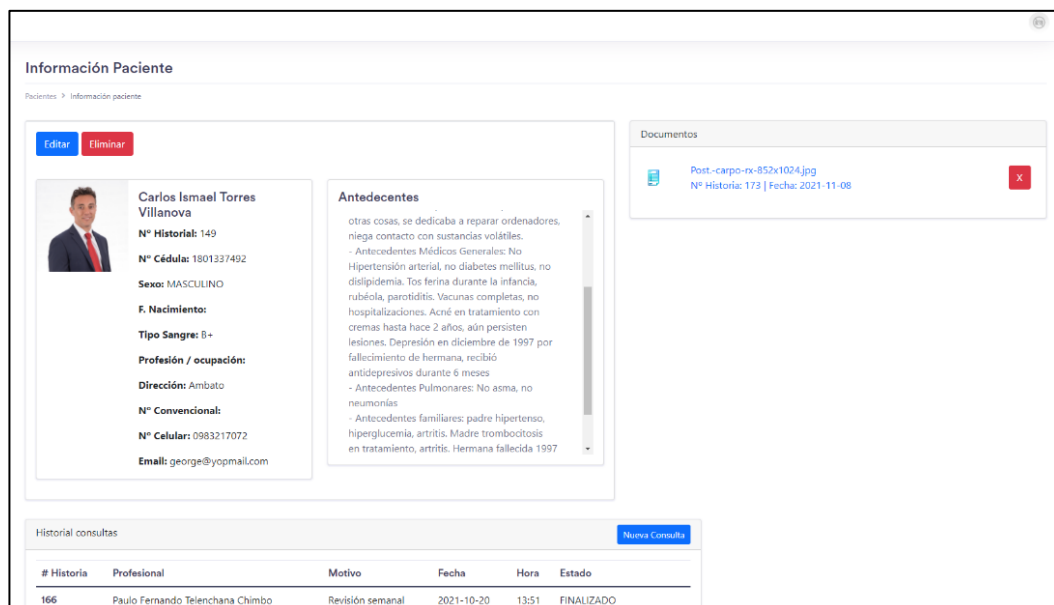 Información Paciente
Pacientes > Información paciente
Editar Eliminar
Carlos Ismael Torres
Villanova
Nº Historial: 149
Nº Cédula: 1801337492
Sexo: MASCULINO
F. Nacimiento:
Tipo Sangre: B+
Profesión / ocupación:
Dirección: Ambato
Nº Convencional:
Nº Celular: 0983217072
Email: george@yopmail.com
Antedecentes
otras cosas, se dedicaba a reparar ordenadores,
niega contacto con sustancias volátiles.
- Antecedentes Médicos Generales: No
Hipertensión arterial, no diabetes mellitus, no
dislipidemia. Tos ferina durante la infancia,
rubéola, parotiditis. Vacunas completas, no
hospitalizaciones. Acné en tratamiento con
cremas hasta hace 2 años, aún persisten
lesiones. Depresión en diciembre de 1997 por
fallecimiento de hermana, recibió
antidepresivos durante 6 meses
- Antecedentes Pulmonares: No asma, no
neumonías
- Antecedentes familiares: padre hipertenso,
hiperglucemia, artritis. Madre trombocitosis
en tratamiento, artritis. Hermana fallecida 1997
Documentos
Post.-carpo-rx-852x1024.jpg
Nº Historia: 173 | Fecha: 2021-11-08
X
Historial consultas
Nueva Consulta
# Historia Profesional Motivo Fecha Hora Estado
166 Paulo Fernando Telenchana Chimbo Revisión semanal 2021-10-20 13:51 FINALIZADO